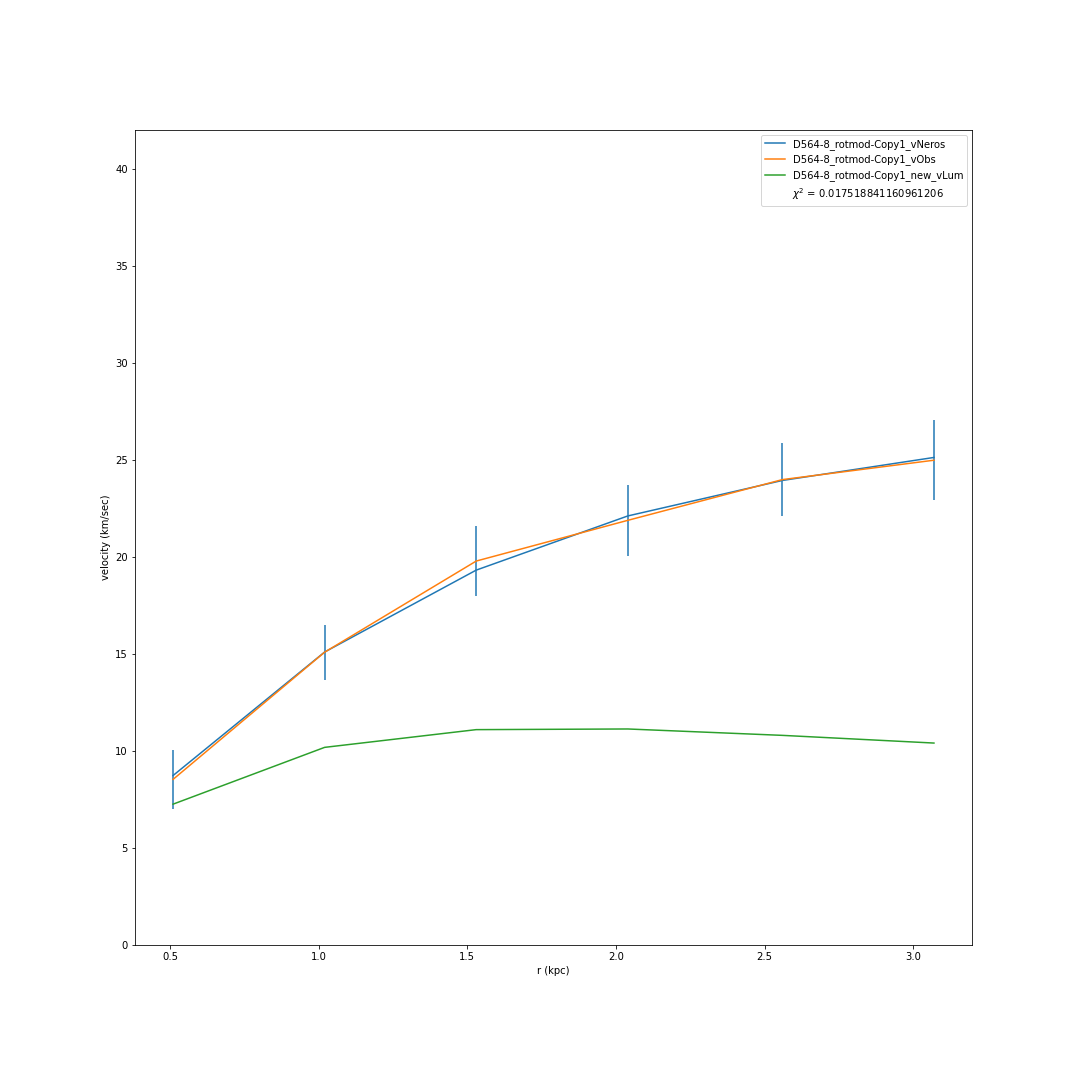 D564-8_rotmod-Copy1_vNeros
D564-8_rotmod-Copy1_vObs
D564-8_rotmod-Copy1_new_vLum
χ² = 0.017518841160961206
40
35
30
25
20
15
10
5
0
velocity (km/sec)
0.5 1.0 1.5 2.0 2.5 3.0
r (kpc)